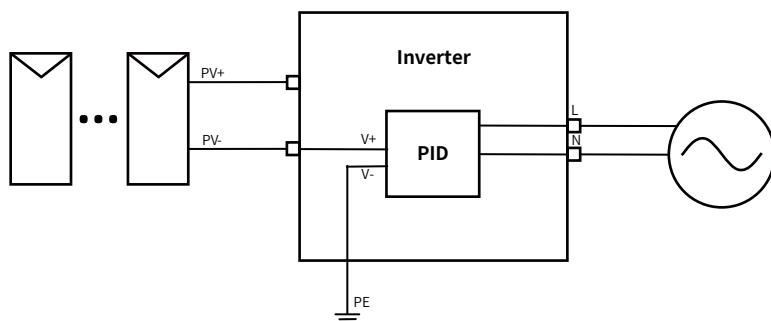 Inverter
PV+
L
PV-
V+
N
PID
V-
PE